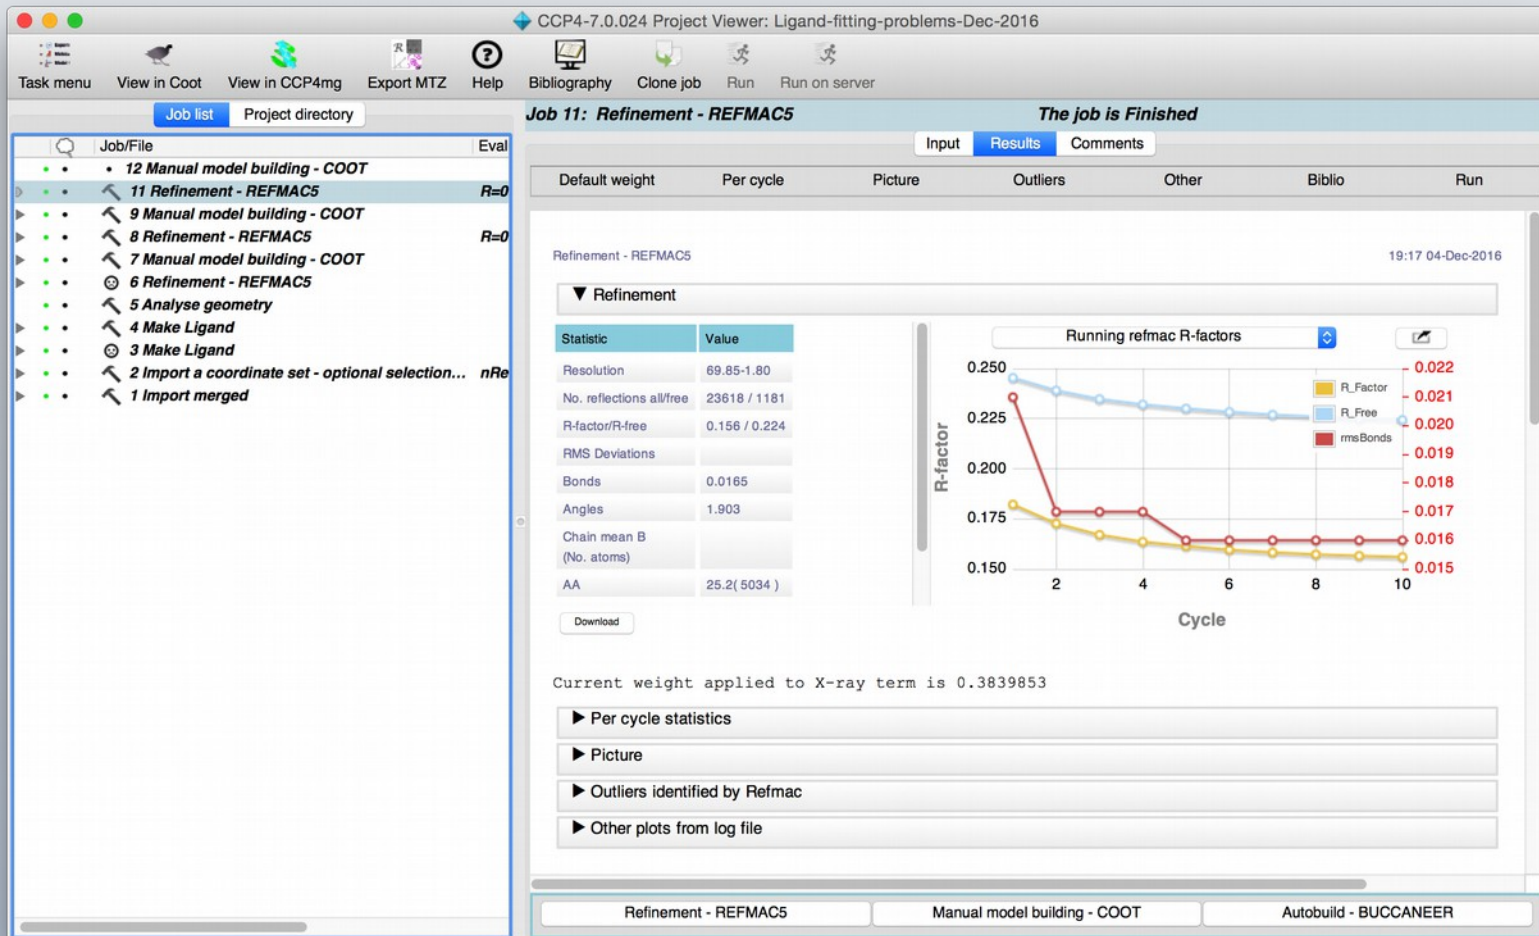 CCP4-7.0.024 Project Viewer: Ligand-fitting-problems-Dec-2016
Task menu
View in Coot
View in CCP4mg
Export MTZ
Help
Bibliography
Clone job
Run
Run on server
Job list
Project directory
Job/File
Eval
12 Manual model building - COOT
11 Refinement - REFMAC5 R=0
9 Manual model building - COOT
8 Refinement - REFMAC5 R=0
7 Manual model building - COOT
6 Refinement - REFMAC5
5 Analyse geometry
4 Make Ligand
3 Make Ligand
2 Import a coordinate set - optional selection... nRe
1 Import merged
Job 11: Refinement - REFMAC5
The job is Finished
Input
Results
Comments
Default weight
Per cycle
Picture
Outliers
Other
Biblio
Run
Refinement - REFMAC5
19:17 04-Dec-2016
Refinement
Statistic Value
Resolution 69.85-1.80
No. reflections all/free 23618 / 1181
R-factor/R-free 0.156 / 0.224
RMS Deviations
Bonds 0.0165
Angles 1.903
Chain mean B
(No. atoms)
AA 25.2( 5034 )
Download
Running refmac R-factors
R-factor
0.250
0.225
0.200
0.175
0.150
R_Factor
R_Free
rmsBonds
0.022
0.021
0.020
0.019
0.018
0.017
0.016
0.015
2 4 6 8 10
Cycle
Current weight applied to X-ray term is 0.3839853
Per cycle statistics
Picture
Outliers identified by Refmac
Other plots from log file
Refinement - REFMAC5
Manual model building - COOT
Autobuild - BUCCANEER